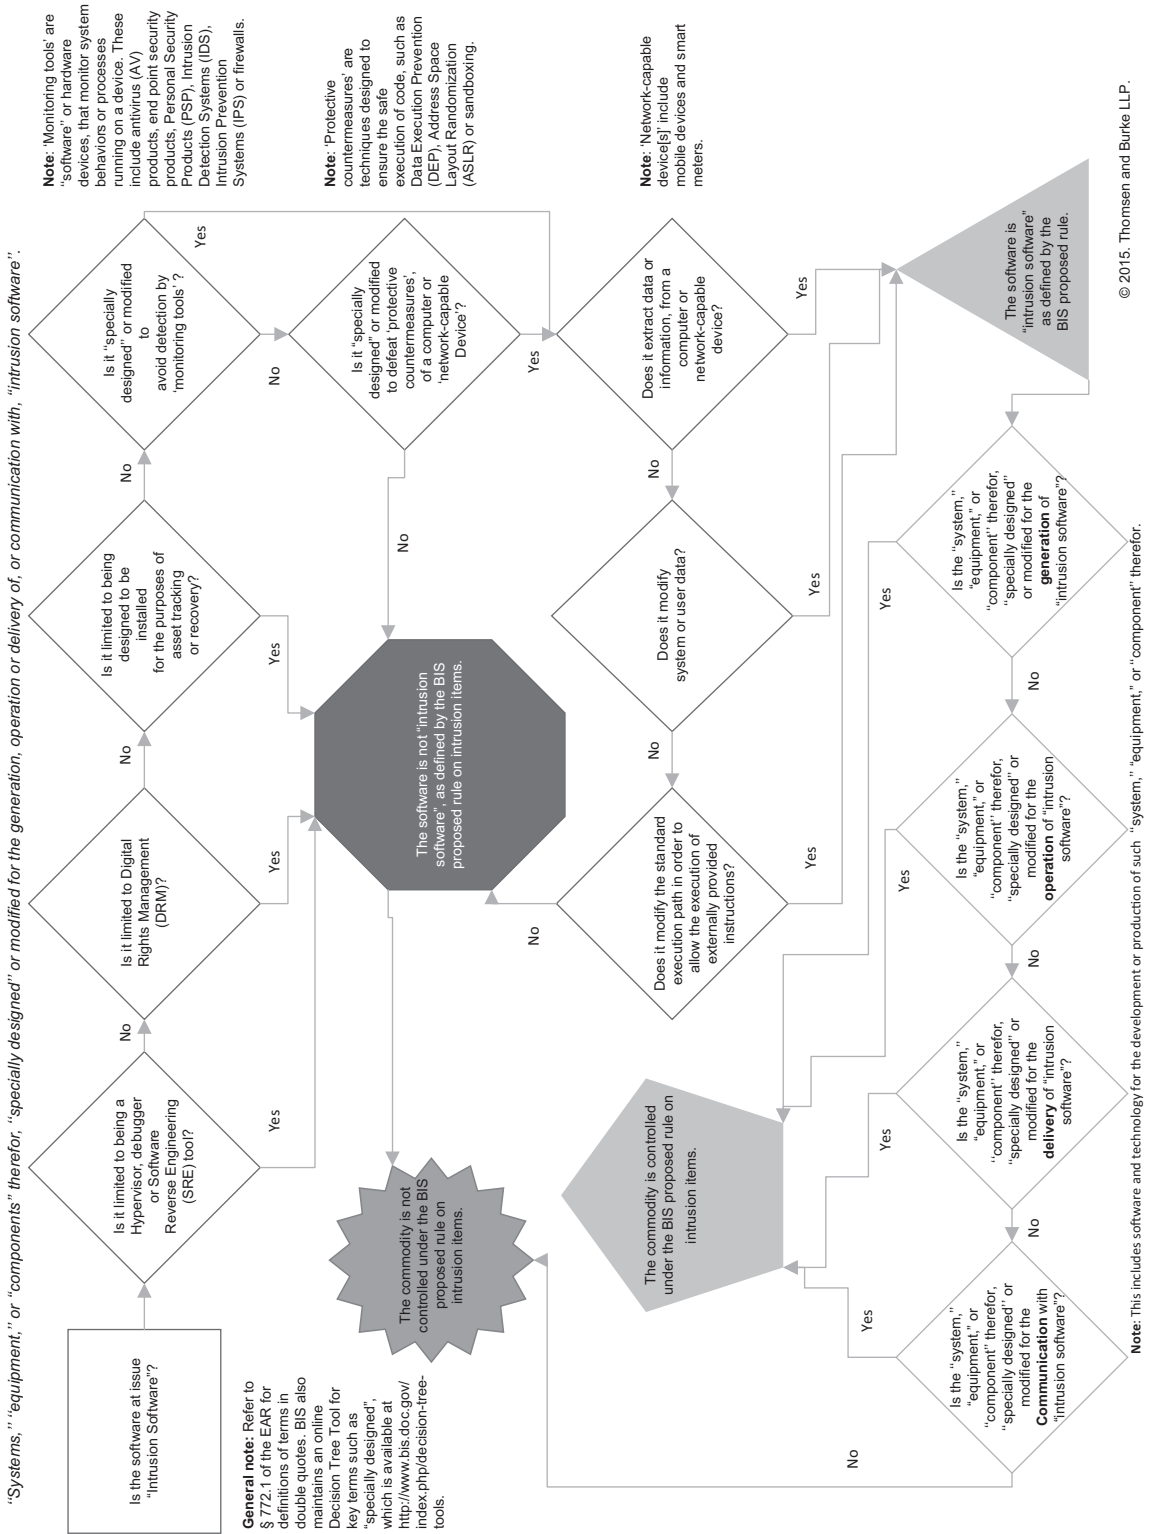 “Systems,” “equipment,” or “components” therefor, “specially designed” or modified for the generation, operation or delivery of, or communication with, “intrusion software”.
Is the software at issue
“Intrusion Software”?
Is it limited to being a
Hypervisor, debugger
or Software
Reverse Engineering
(SRE) tool?
No
Yes
Is it limited to Digital
Rights Management
(DRM)?
No
Yes
Is it limited to being
designed to be
installed
for the purposes of
asset tracking
or recovery?
No
Yes
Is it “specially
designed” or modified
to
avoid detection by
‘monitoring tools’ ?
Yes
No
Note: ‘Monitoring tools’ are
“software” or hardware
devices, that monitor system
behaviors or processes
running on a device. These
include antivirus (AV)
products, end point security
products, Personal Security
Products (PSP), Intrusion
Detection Systems (IDS),
Intrusion Prevention
Systems (IPS) or firewalls.
General note: Refer to
§ 772.1 of the EAR for
definitions of terms in
double quotes. BIS also
maintains an online
Decision Tree Tool for
key terms such as
“specially designed”,
which is available at
http://www.bis.doc.gov/
index.php/decision-tree-
tools.
The commodity is not
controlled under the BIS
proposed rule on
intrusion items.
The software is not “intrusion
software”, as defined by the BIS
proposed rule on intrusion items.
No
Is it “specially
designed” or modified
to defeat ‘protective
countermeasures’,
of a computer or
‘network-capable
Device’?
Yes
Note: ‘Protective
countermeasures’ are
techniques designed to
ensure the safe
execution of code, such as
Data Execution Prevention
(DEP), Address Space
Layout Randomization
(ASLR) or sandboxing.
No
Does it modify the standard
execution path in order to
allow the execution of
externally provided
instructions?
Yes
No
Does it modify
system or user data?
Yes
No
Does it extract data or
information, from a
computer or
network-capable
device?
Yes
Note: ‘Network-capable
device[s]’ include
mobile devices and smart
meters.
The commodity is controlled
under the BIS proposed rule on
intrusion items.
The software is
“intrusion software”
as defined by the
BIS proposed rule.
No
Yes
Is the “system,”
“equipment,” or
“component” therefor,
“specially designed” or
modified for the
Communication with
“intrusion software”?
No
Yes
Is the “system,”
“equipment,” or
“component” therefor,
“specially designed” or
modified for the
delivery of “intrusion
software”?
No
Yes
Is the “system,”
“equipment,” or
“component” therefor,
“specially designed” or
modified for the
operation of “intrusion
software”?
No
Yes
Is the “system,”
“equipment,” or
“component” therefor,
“specially designed”
or modified for the
generation of
“intrusion software”?
© 2015. Thomsen and Burke LLP.
Note: This includes software and technology for the development or production of such “system,” “equipment,” or “component” therefor.